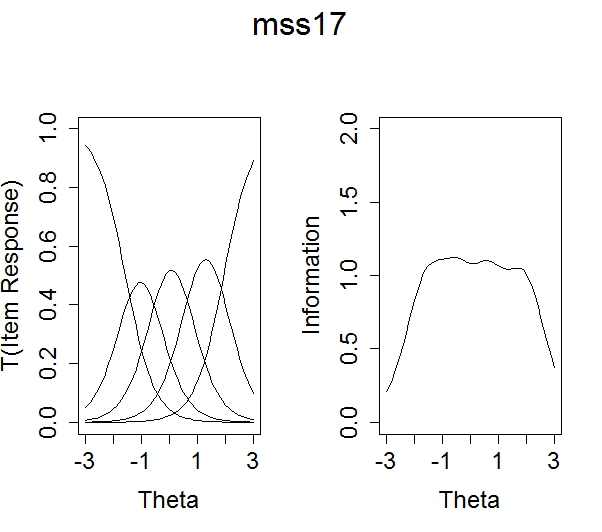 mss17
T(Item Response)
0.0 0.2 0.4 0.6 0.8 1.0
-3 -1 1 3
Theta
Information
0.0 0.5 1.0 1.5 2.0
-3 -1 1 3
Theta